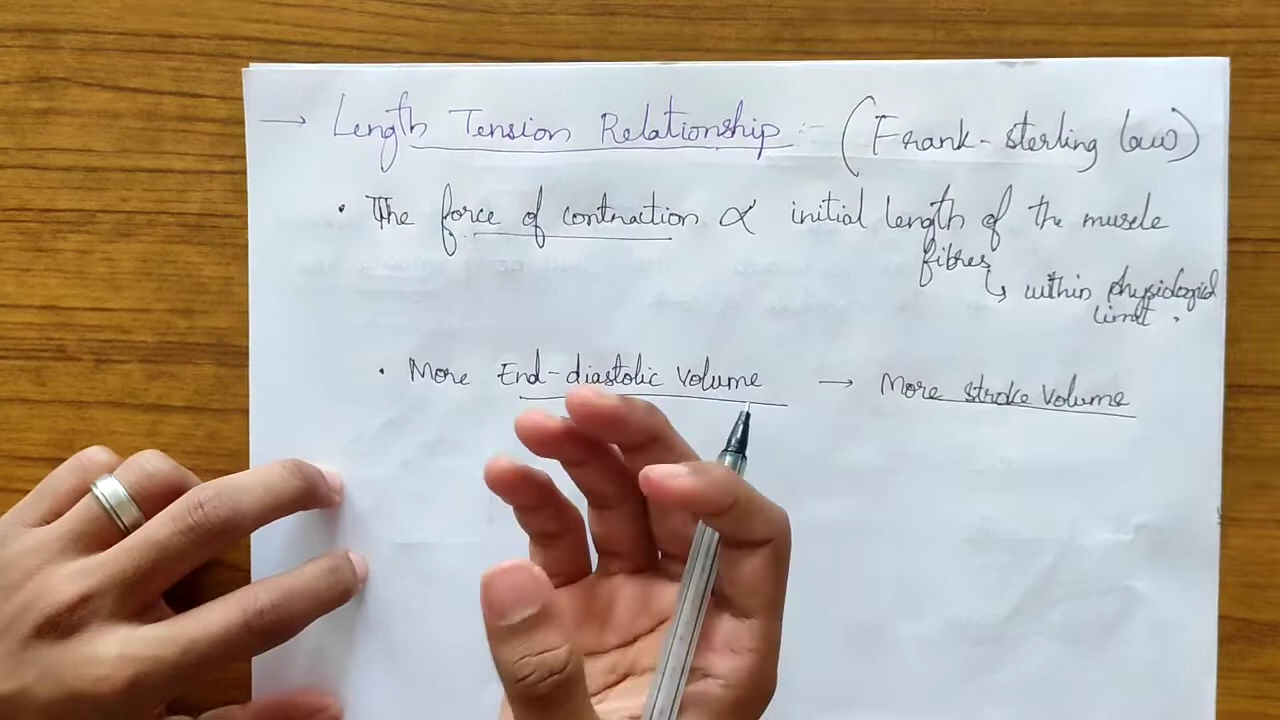 → Length Tension Relationship :- (Frank-sterling law)
• The force of contraction ∝ initial length of the muscle
fibres
↳ within physiological
limit.
• More End-diastolic Volume → More stroke Volume